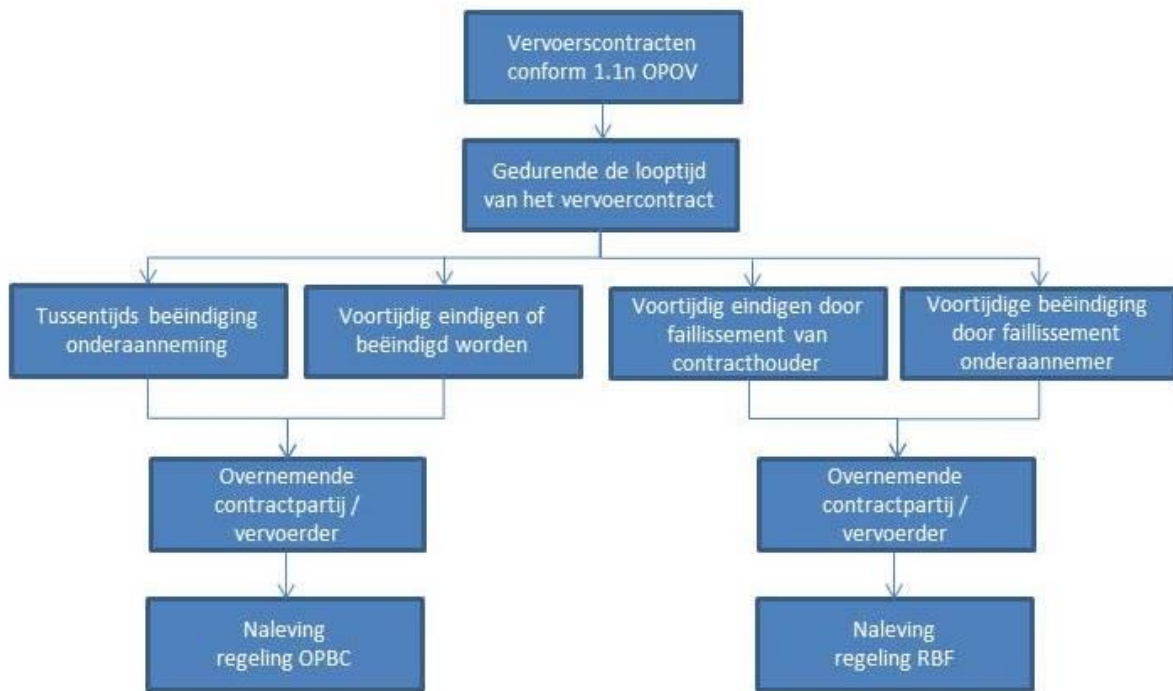 Vervoerscontracten
conform 1.1n OPOV
Gedurende de looptijd
van het vervoercontract
Tussentijds beëindiging
onderaanneming
Voortijdig eindigen of
beëindigd worden
Voortijdig eindigen door
faillissement van
contracthouder
Voortijdige beëindiging
door faillissement
onderaannemer
Overnemende
contractpartij /
vervoerder
Overnemende
contractpartij /
vervoerder
Naleving
regeling OPBC
Naleving
regeling RBF